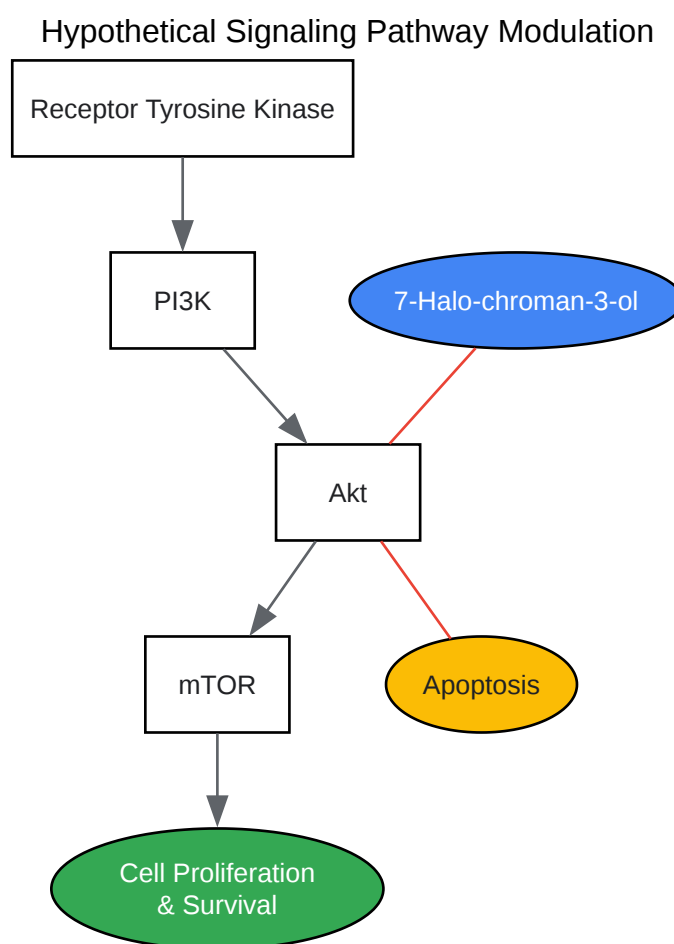 Hypothetical Signaling Pathway Modulation
Receptor Tyrosine Kinase
PI3K
7-Halo-chroman-3-ol
Akt
mTOR
Apoptosis
Cell Proliferation
& Survival